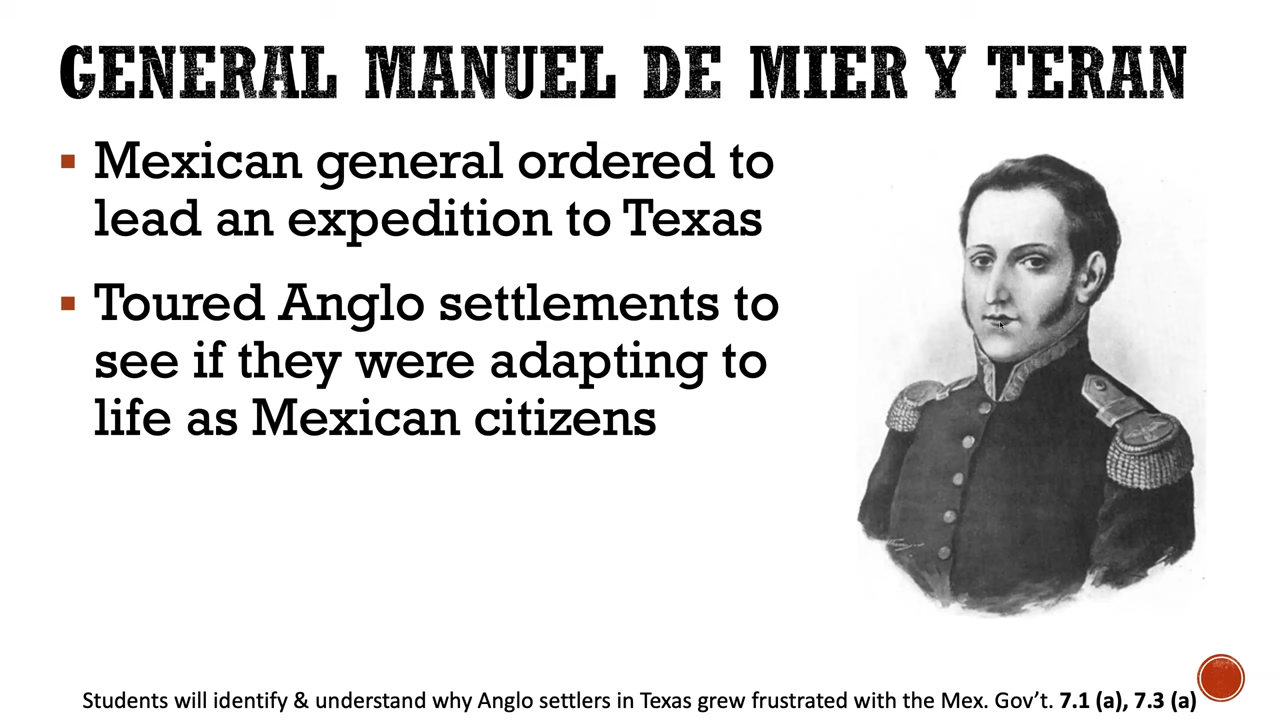 GENERAL MANUEL DE MIER Y TERAN
▪ Mexican general ordered to
lead an expedition to Texas
▪ Toured Anglo settlements to
see if they were adapting to
life as Mexican citizens
Students will identify & understand why Anglo settlers in Texas grew frustrated with the Mex. Gov’t. 7.1 (a), 7.3 (a)